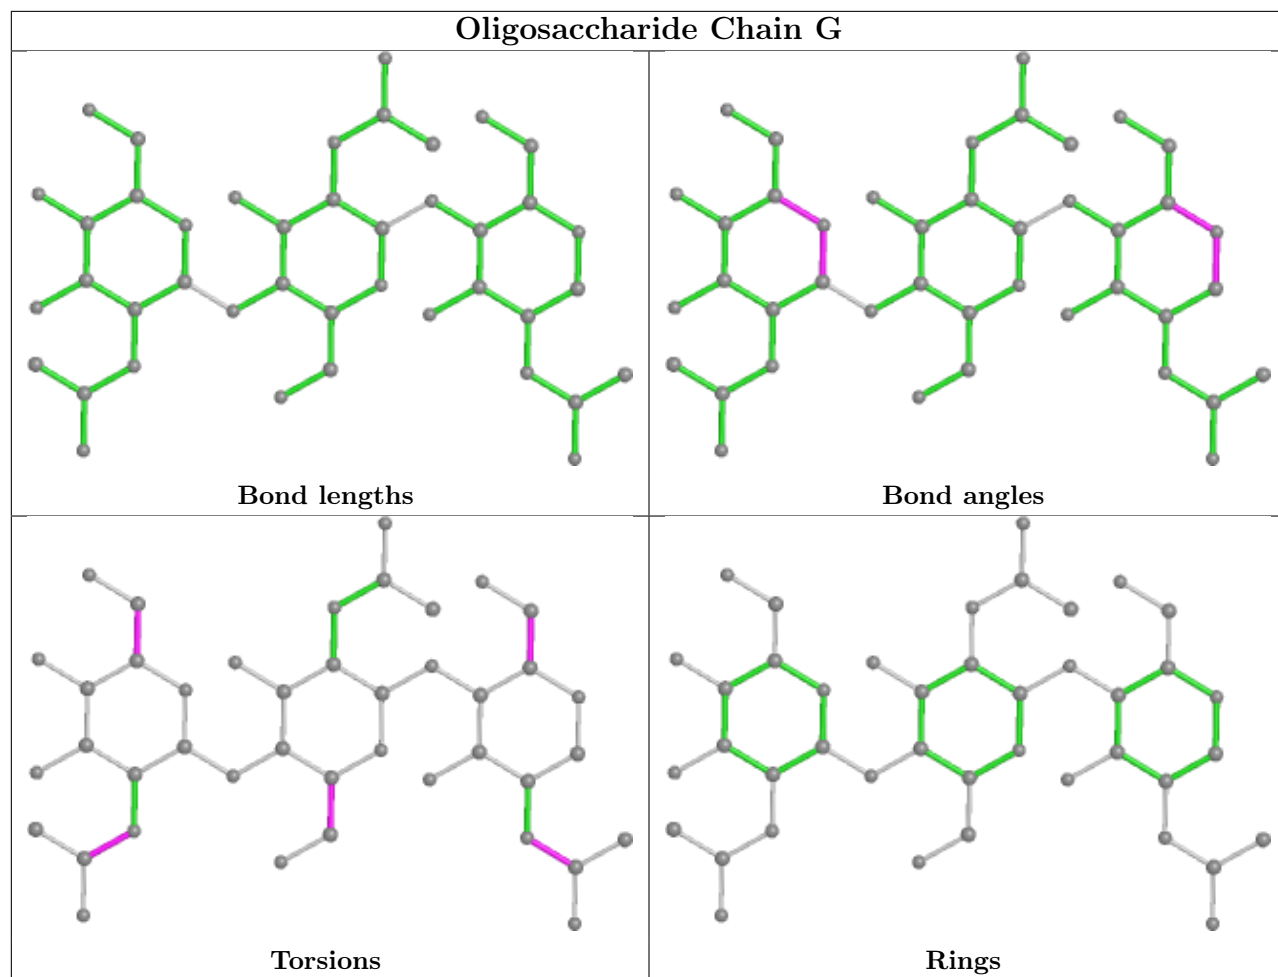 Oligosaccharide Chain G
Bond lengths
Bond angles
Torsions
Rings